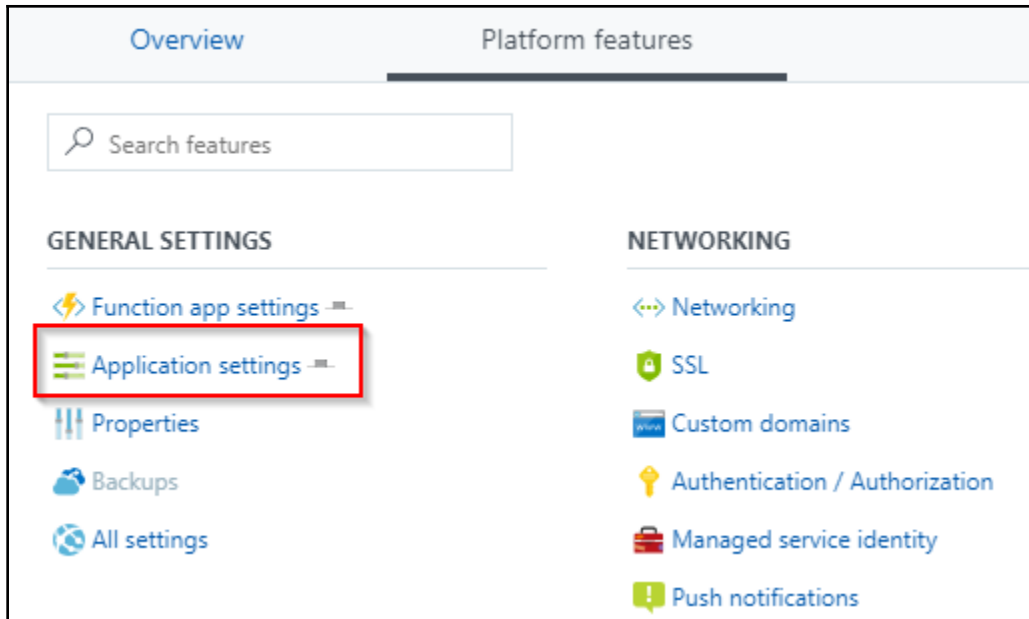 Overview
Platform features
Search features
GENERAL SETTINGS
Function app settings
Application settings
Properties
Backups
All settings
NETWORKING
Networking
SSL
www
Custom domains
Authentication / Authorization
Managed service identity
Push notifications